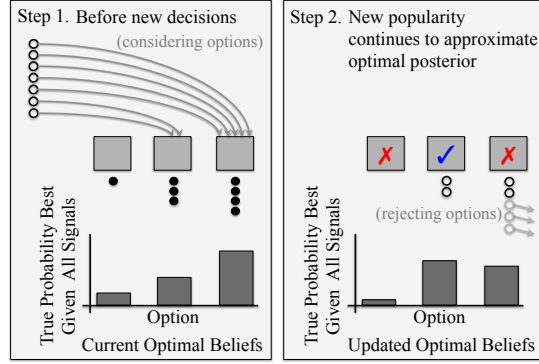 Step 1. Before new decisions
(considering options)
True Probability Best
Given All Signals
Option
Current Optimal Beliefs
Step 2. New popularity
continues to approximate
optimal posterior
✗ ✓ ✗
(rejecting options)
True Probability Best
Given All Signals
Option
Updated Optimal Beliefs